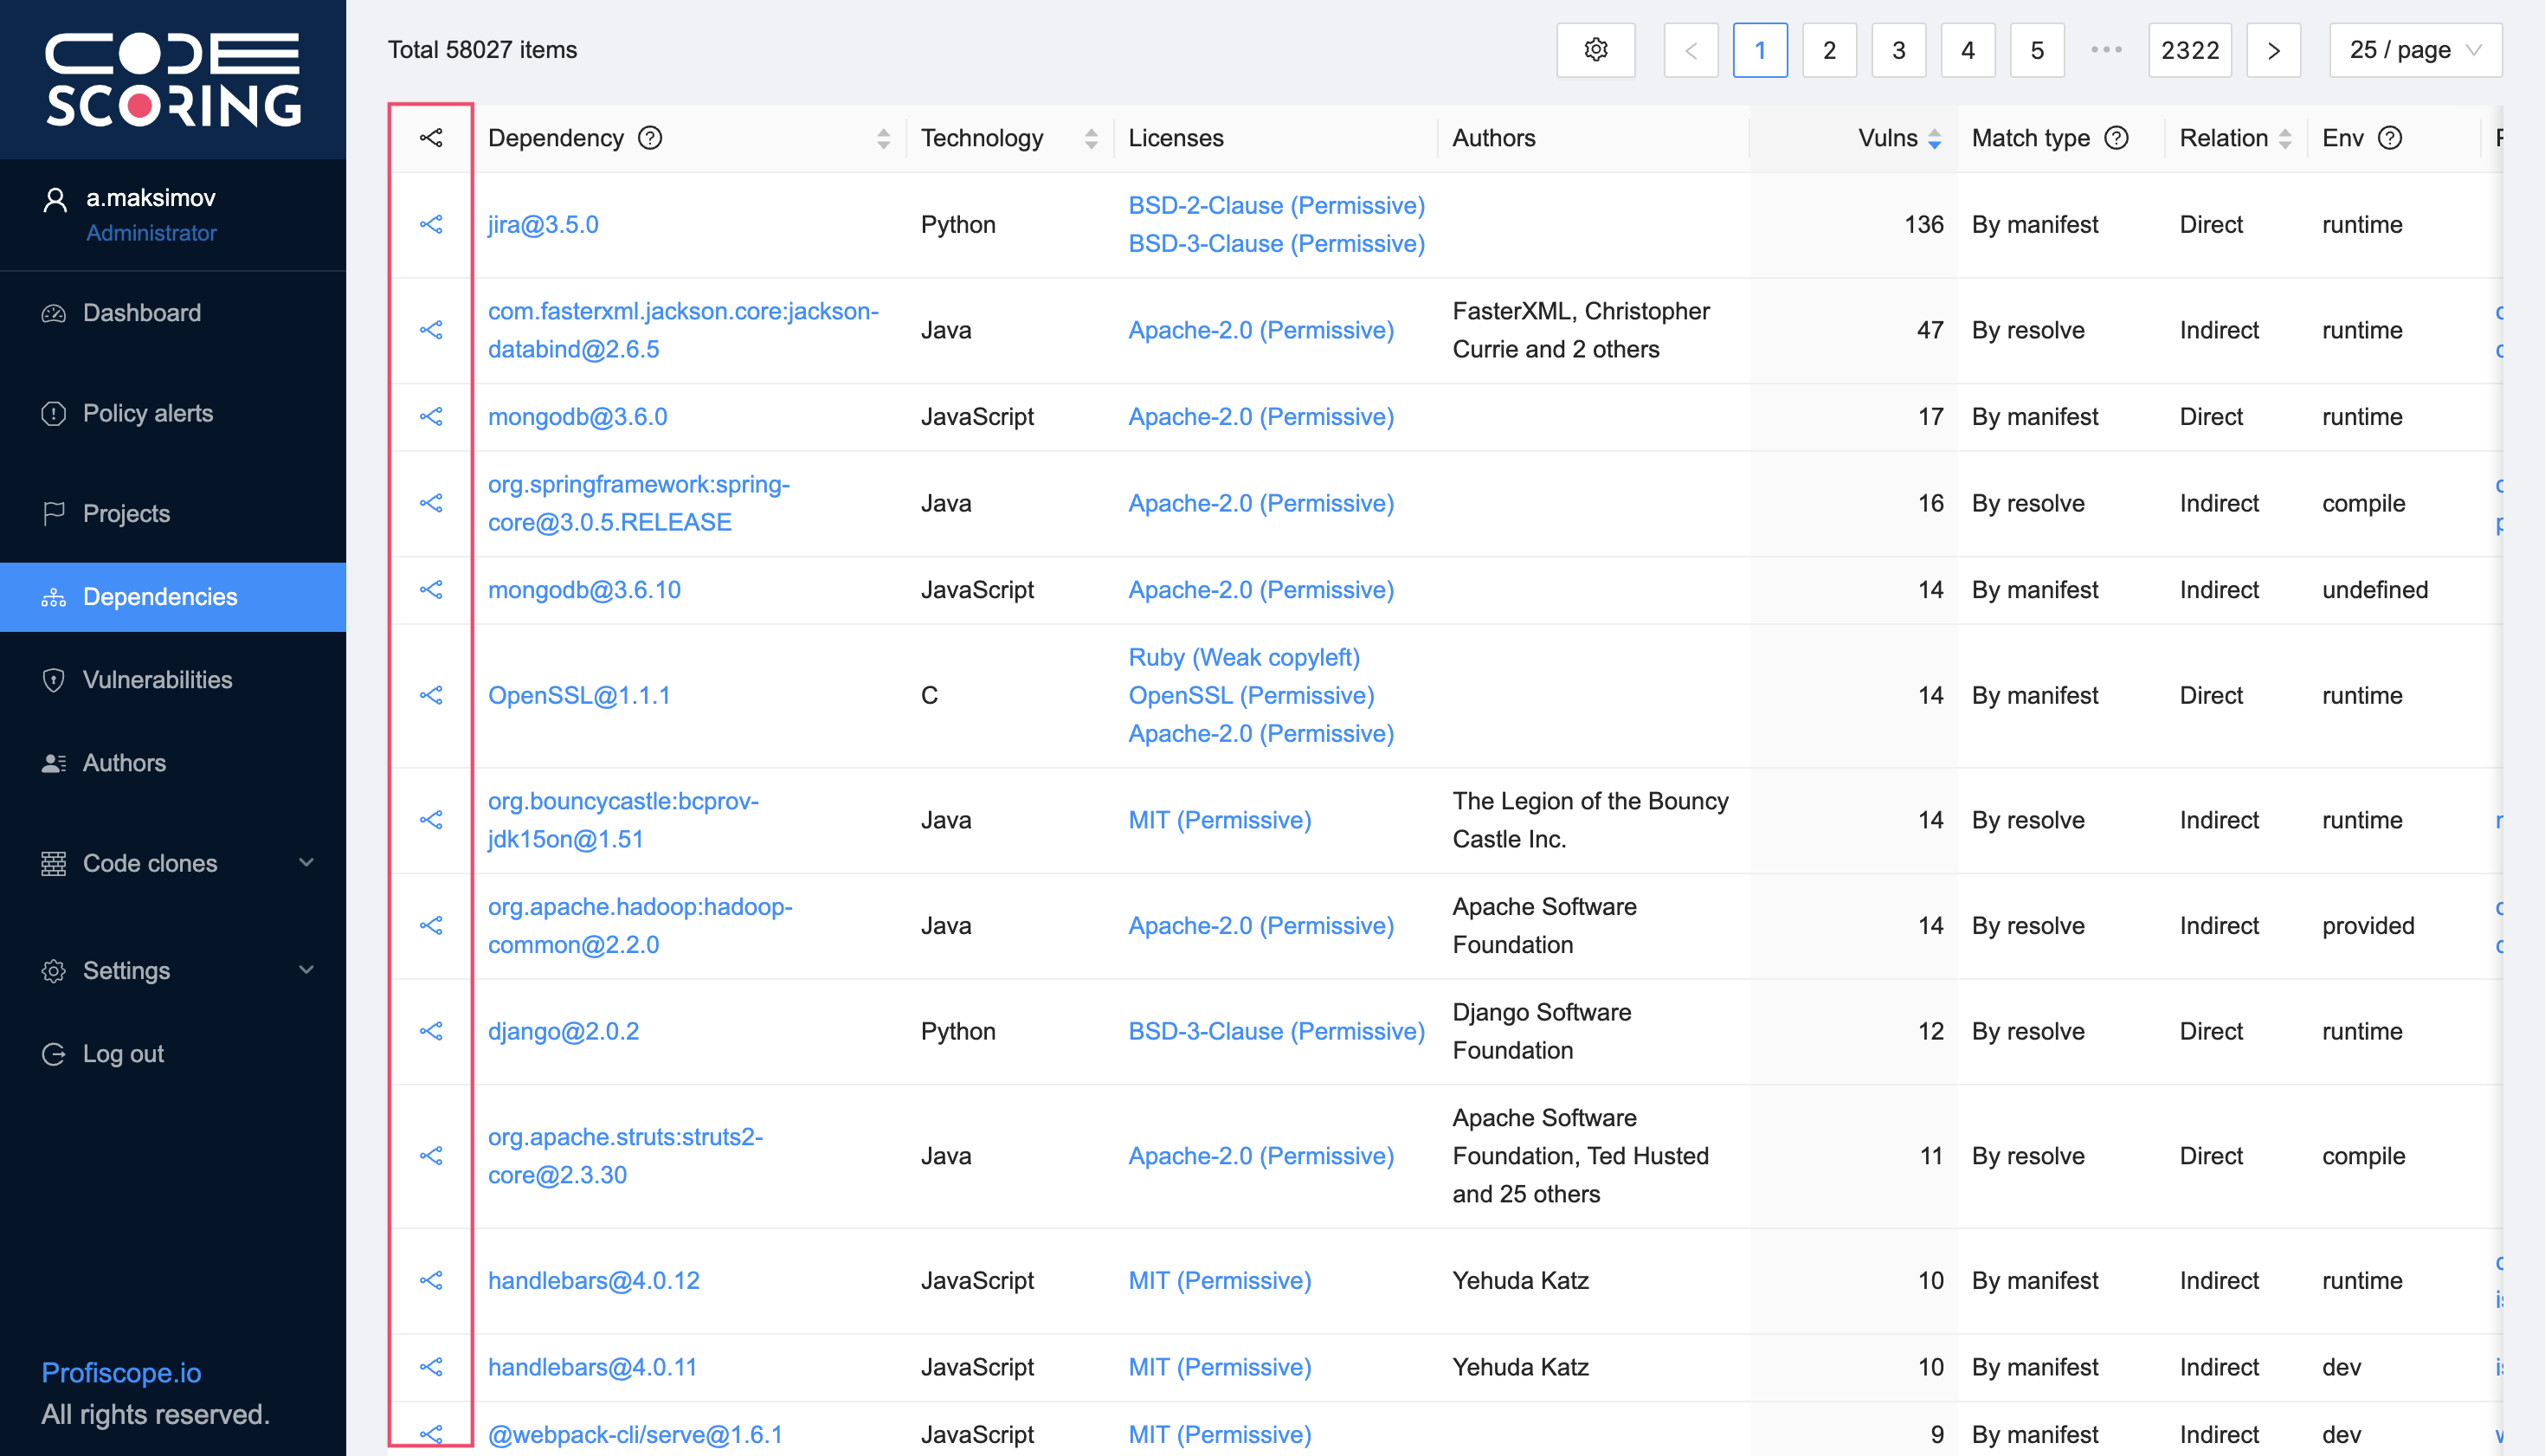 CODE
SCORING
a.maksimov
Administrator
Dashboard
Policy alerts
Projects
Dependencies
Vulnerabilities
Authors
Code clones
Settings
Log out
Profiscope.io
All rights reserved.
Total 58027 items
1 2 3 4 5 ••• 2322 25 / page
Dependency Technology Licenses Authors Vulns Match type Relation Env
jira@3.5.0 Python BSD-2-Clause (Permissive) 136 By manifest Direct runtime
BSD-3-Clause (Permissive)
com.fasterxml.jackson.core:jackson-
databind@2.6.5 Java Apache-2.0 (Permissive) FasterXML, Christopher 47 By resolve Indirect runtime
Currie and 2 others
mongodb@3.6.0 JavaScript Apache-2.0 (Permissive) 17 By manifest Direct runtime
org.springframework:spring-
core@3.0.5.RELEASE Java Apache-2.0 (Permissive) 16 By resolve Indirect compile
mongodb@3.6.10 JavaScript Apache-2.0 (Permissive) 14 By manifest Indirect undefined
OpenSSL@1.1.1 C Ruby (Weak copyleft) 14 By manifest Direct runtime
OpenSSL (Permissive)
Apache-2.0 (Permissive)
org.bouncycastle:bcprov-
jdk15on@1.51 Java MIT (Permissive) The Legion of the Bouncy 14 By resolve Indirect runtime
Castle Inc.
org.apache.hadoop:hadoop-
common@2.2.0 Java Apache-2.0 (Permissive) Apache Software 14 By resolve Indirect provided
Foundation
django@2.0.2 Python BSD-3-Clause (Permissive) Django Software 12 By resolve Direct runtime
Foundation
org.apache.struts:struts2-
core@2.3.30 Java Apache-2.0 (Permissive) Apache Software 11 By resolve Direct compile
Foundation, Ted Husted
and 25 others
handlebars@4.0.12 JavaScript MIT (Permissive) Yehuda Katz 10 By manifest Indirect runtime
handlebars@4.0.11 JavaScript MIT (Permissive) Yehuda Katz 10 By manifest Indirect dev
@webpack-cli/serve@1.6.1 JavaScript MIT (Permissive) 9 By manifest Indirect dev